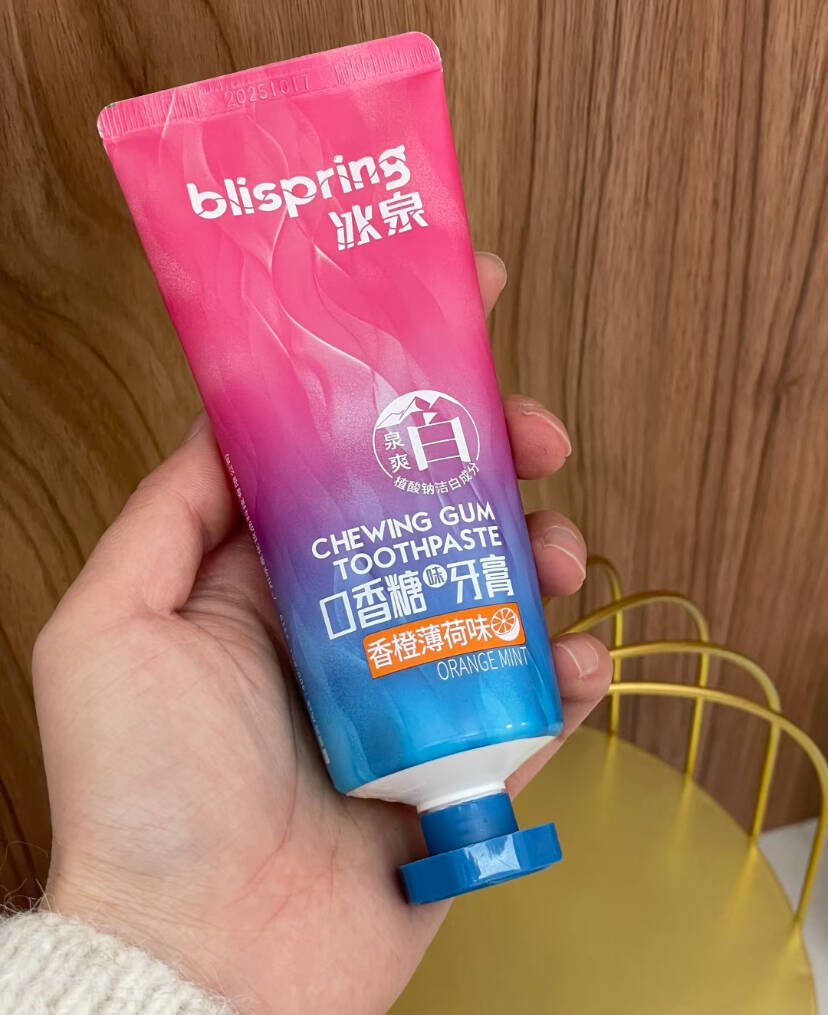 20251017
blispring
冰泉
泉爽
白
植酸钠洁白成分
CHEWING GUM
TOOTHPASTE
口香糖味牙膏
香橙薄荷味
ORANGE MINT